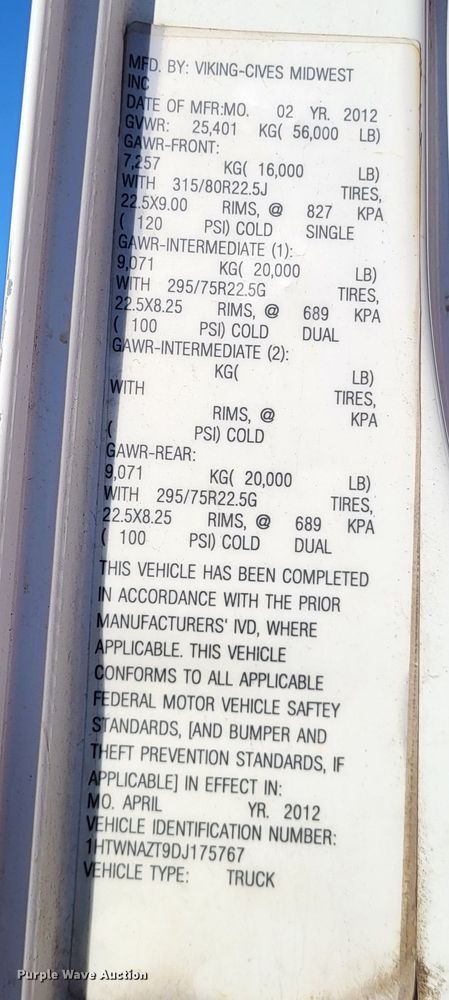 MFD. BY: VIKING-CIVES MIDWEST
INC
DATE OF MFR:MO. 02 YR. 2012
GVWR: 25,401 KG( 56,000 LB)
GAWR-FRONT:
7,257 KG( 16,000 LB)
WITH 315/80R22.5J TIRES,
22.5X9.00 RIMS, @ 827 KPA
( 120 PSI) COLD SINGLE
GAWR-INTERMEDIATE (1):
9,071 KG( 20,000 LB)
WITH 295/75R22.5G TIRES,
22.5X8.25 RIMS, @ 689 KPA
( 100 PSI) COLD DUAL
GAWR-INTERMEDIATE (2):
KG( LB)
WITH TIRES,
RIMS, @ KPA
( PSI) COLD
GAWR-REAR:
9,071 KG( 20,000 LB)
WITH 295/75R22.5G TIRES,
22.5X8.25 RIMS, @ 689 KPA
( 100 PSI) COLD DUAL
THIS VEHICLE HAS BEEN COMPLETED
IN ACCORDANCE WITH THE PRIOR
MANUFACTURERS' IVD, WHERE
APPLICABLE. THIS VEHICLE
CONFORMS TO ALL APPLICABLE
FEDERAL MOTOR VEHICLE SAFTEY
STANDARDS, [AND BUMPER AND
THEFT PREVENTION STANDARDS, IF
APPLICABLE] IN EFFECT IN:
MO. APRIL YR. 2012
VEHICLE IDENTIFICATION NUMBER:
1HTWNAZT9DJ175767
VEHICLE TYPE: TRUCK
Purple Wave Auction